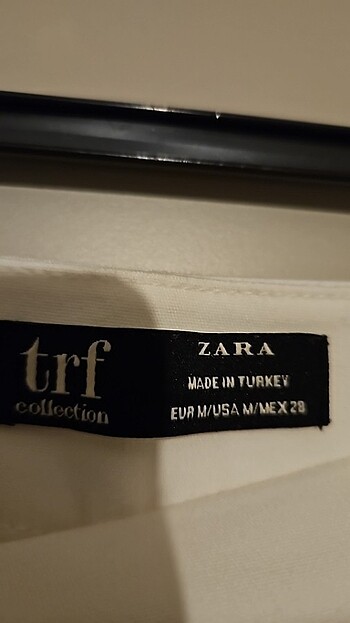 trf
collection
ZARA
MADE IN TURKEY
EUR M/USA M/MEX 28